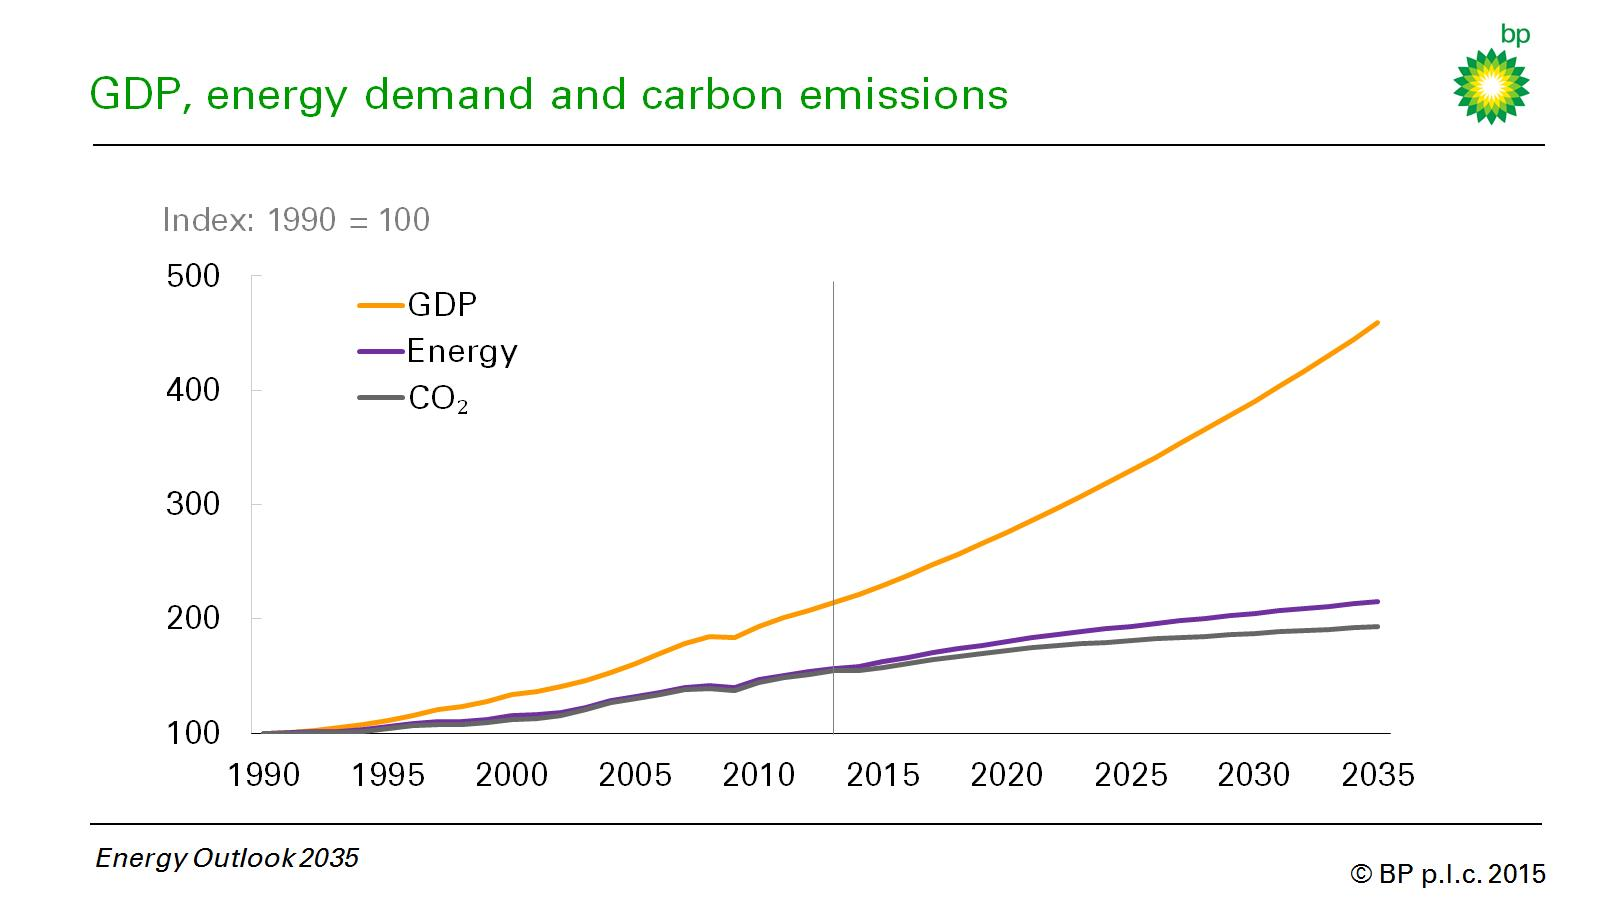 bp
GDP, energy demand and carbon emissions
Index: 1990 = 100
500
GDP
Energy
400
CO₂
300
200
100
1990 1995 2000 2005 2010 2015 2020 2025 2030 2035
Energy Outlook 2035
© BP p.l.c. 2015